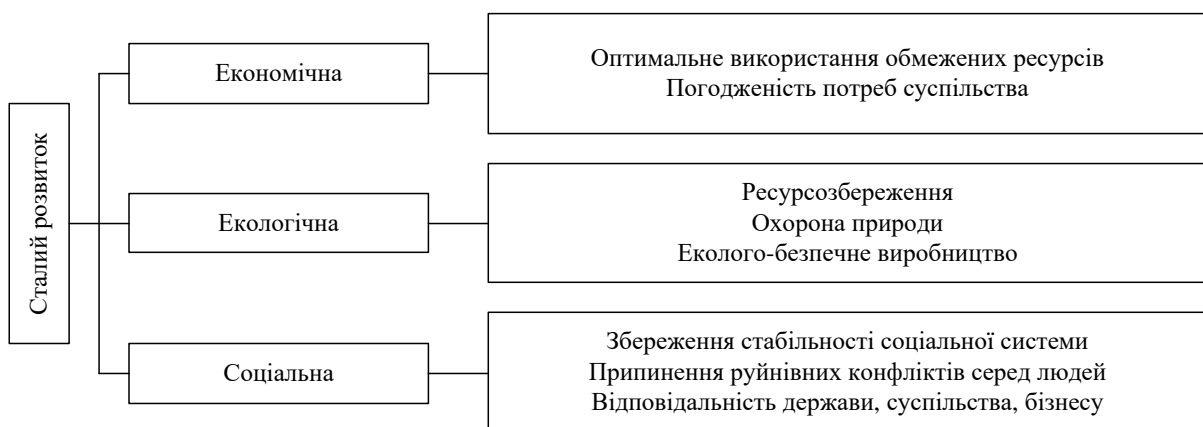 Сталий розвиток
Економічна
Оптимальне використання обмежених ресурсів
Погодженість потреб суспільства
Екологічна
Ресурсозбереження
Охорона природи
Еколого-безпечне виробництво
Соціальна
Збереження стабільності соціальної системи
Припинення руйнівних конфліктів серед людей
Відповідальність держави, суспільства, бізнесу